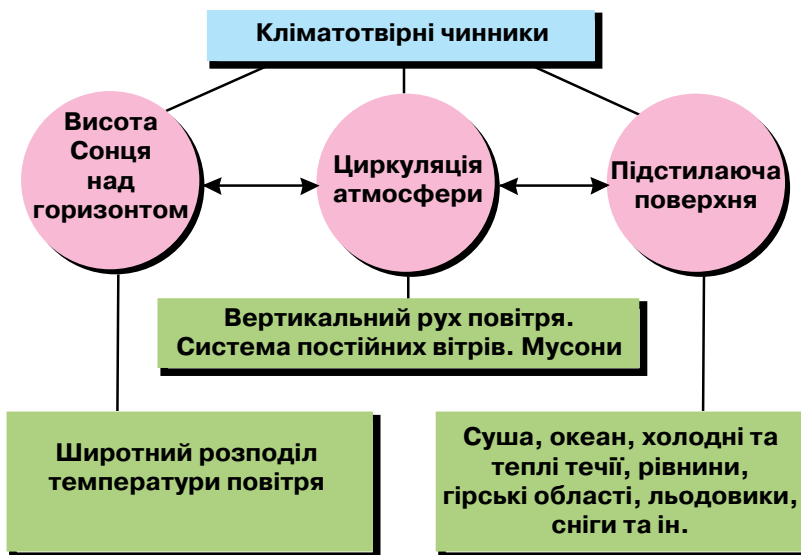 Кліматотвірні чинники
Висота
Сонця
над
горизонтом
Циркуляція
атмосфери
Підстилаюча
поверхня
Вертикальний рух повітря.
Система постійних вітрів. Мусони
Широтний розподіл
температури повітря
Суша, океан, холодні та
теплі течії, рівнини,
гірські області, льодовики,
сніги та ін.